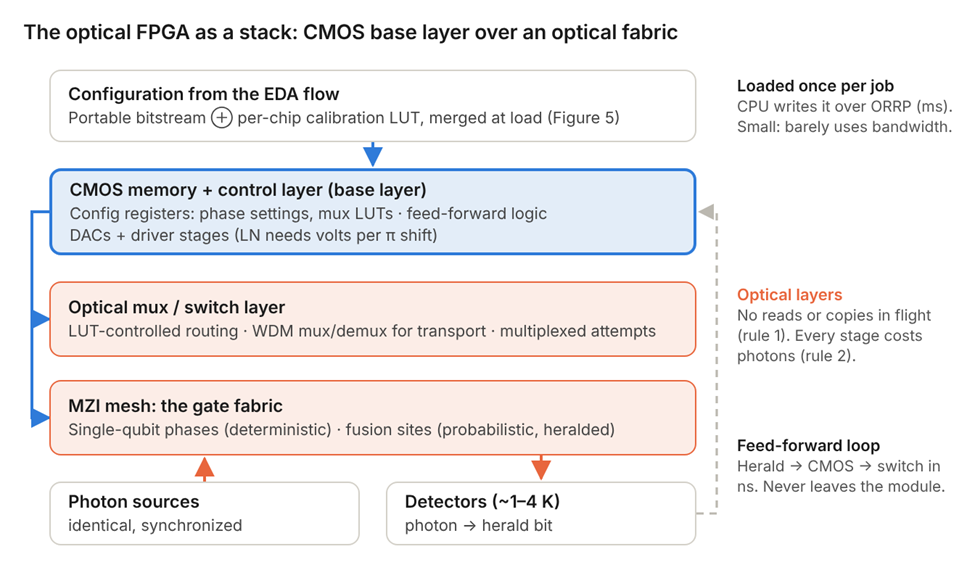 The optical FPGA as a stack: CMOS base layer over an optical fabric
Configuration from the EDA flow
Portable bitstream ⊕ per-chip calibration LUT, merged at load (Figure 5)
Loaded once per job
CPU writes it over ORRP (ms).
Small: barely uses bandwidth.
CMOS memory + control layer (base layer)
Config registers: phase settings, mux LUTs · feed-forward logic
DACs + driver stages (LN needs volts per π shift)
Optical mux / switch layer
LUT-controlled routing · WDM mux/demux for transport · multiplexed attempts
Optical layers
No reads or copies in flight
(rule 1). Every stage costs
photons (rule 2).
MZI mesh: the gate fabric
Single-qubit phases (deterministic) · fusion sites (probabilistic, heralded)
Feed-forward loop
Herald → CMOS → switch in
ns. Never leaves the module.
Photon sources
identical, synchronized
Detectors (~1–4 K)
photon → herald bit